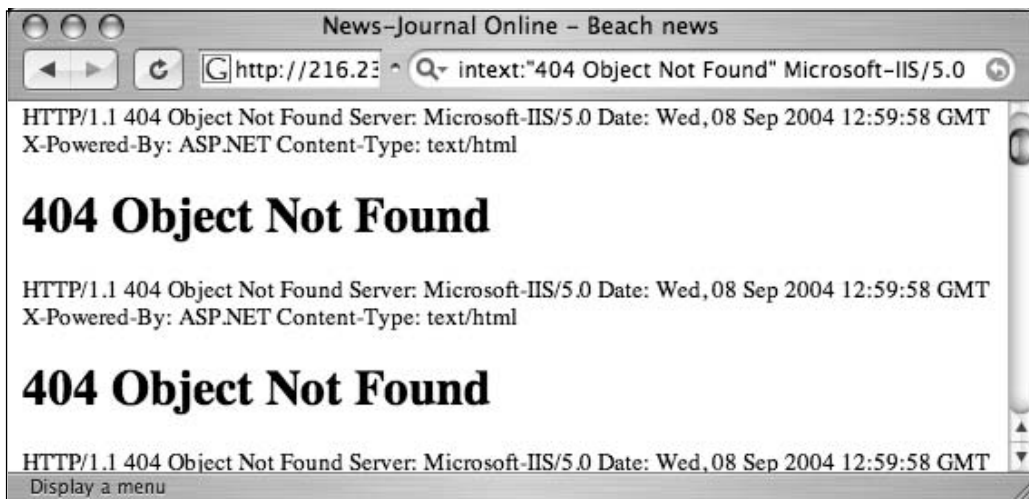 News-Journal Online - Beach news
http://216.23 intext:"404 Object Not Found" Microsoft-IIS/5.0
HTTP/1.1 404 Object Not Found Server: Microsoft-IIS/5.0 Date: Wed, 08 Sep 2004 12:59:58 GMT
X-Powered-By: ASP.NET Content-Type: text/html
404 Object Not Found
HTTP/1.1 404 Object Not Found Server: Microsoft-IIS/5.0 Date: Wed, 08 Sep 2004 12:59:58 GMT
X-Powered-By: ASP.NET Content-Type: text/html
404 Object Not Found
HTTP/1.1 404 Object Not Found Server: Microsoft-IIS/5.0 Date: Wed, 08 Sep 2004 12:59:58 GMT
Display a menu